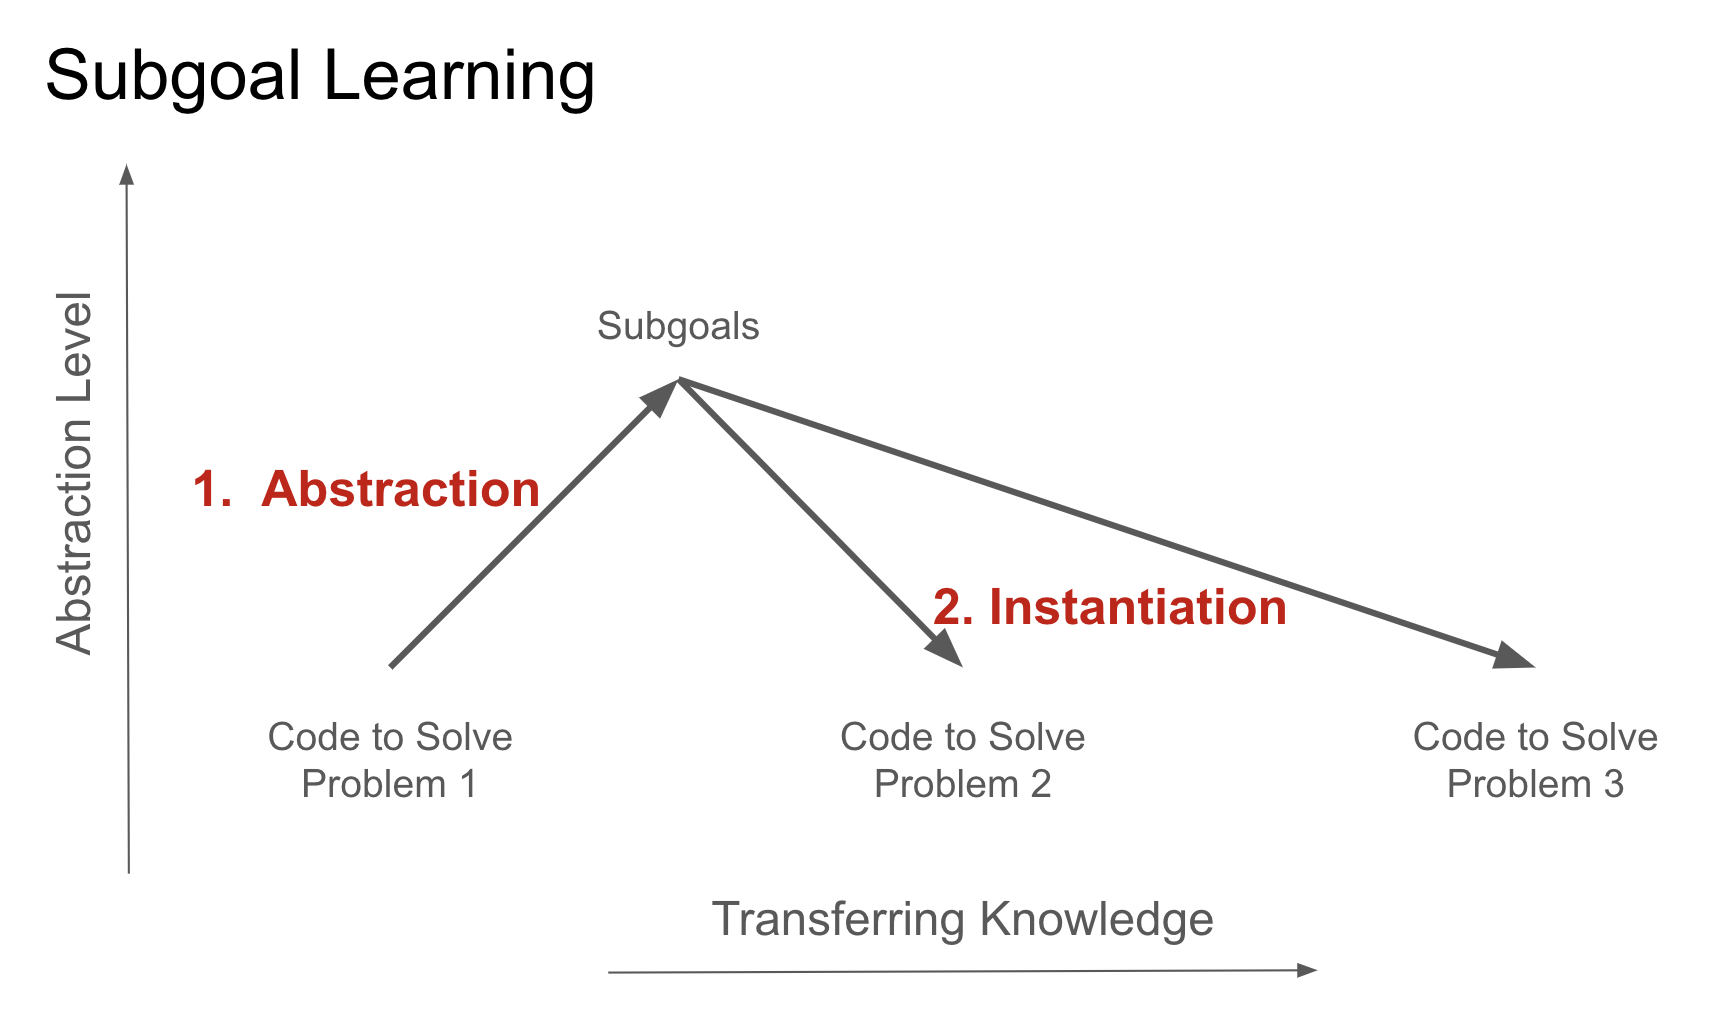 Subgoal Learning
Abstraction Level
Subgoals
1. Abstraction
2. Instantiation
Code to Solve
Problem 1
Code to Solve
Problem 2
Code to Solve
Problem 3
Transferring Knowledge